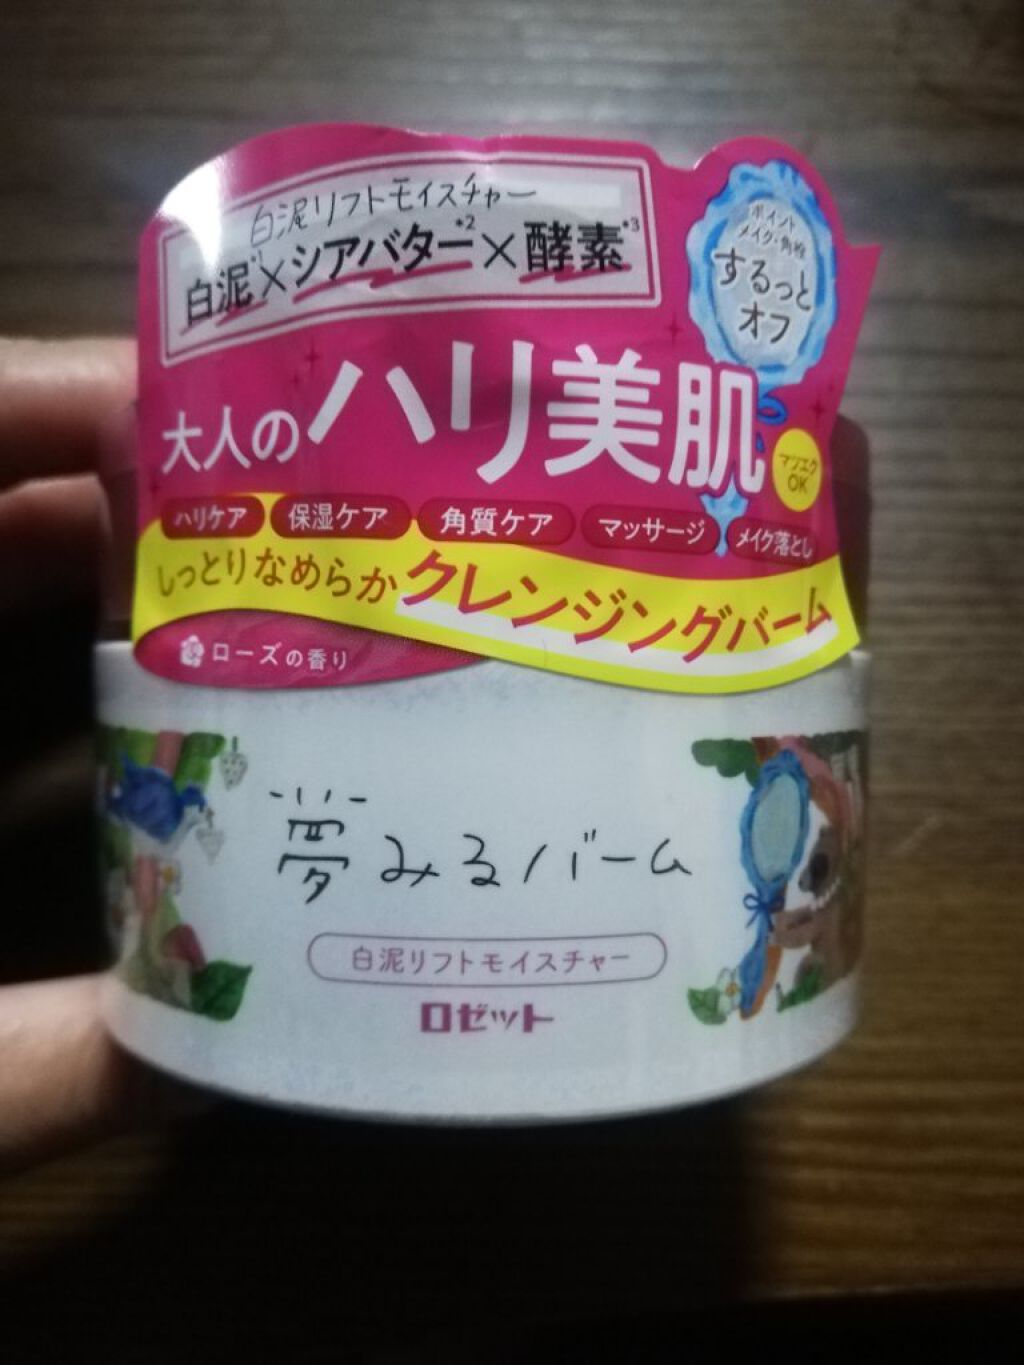 白泥リフトモイスチャー
白泥*1×シアバター*2×酵素*3
ポイント
メイク・角栓
するっと
オフ
大人のハリ美肌
マツエク
OK
ハリケア 保湿ケア 角質ケア マッサージ メイク落とし
しっとりなめらかクレンジングバーム
ローズの香り
夢みるバーム
白泥リフトモイスチャー
ロゼット